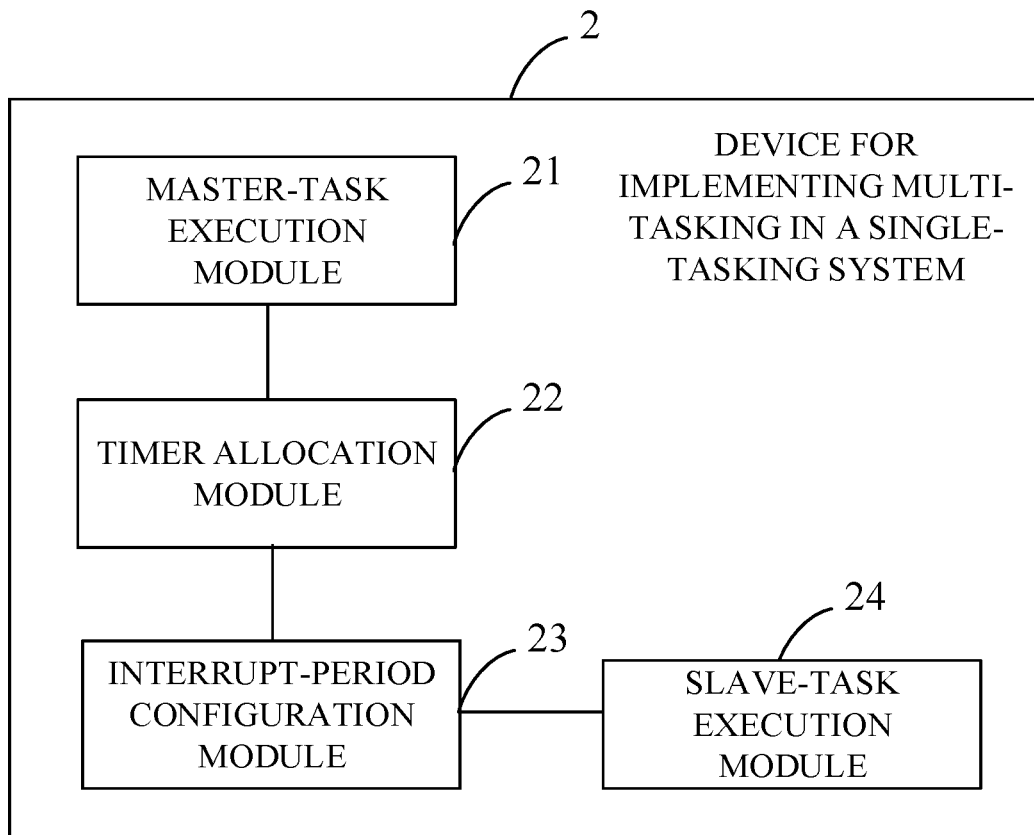 2
DEVICE FOR
IMPLEMENTING MULTI-
TASKING IN A SINGLE-
TASKING SYSTEM
MASTER-TASK
EXECUTION
MODULE
21
TIMER ALLOCATION
MODULE
22
INTERRUPT-PERIOD
CONFIGURATION
MODULE
23
SLAVE-TASK
EXECUTION
MODULE
24